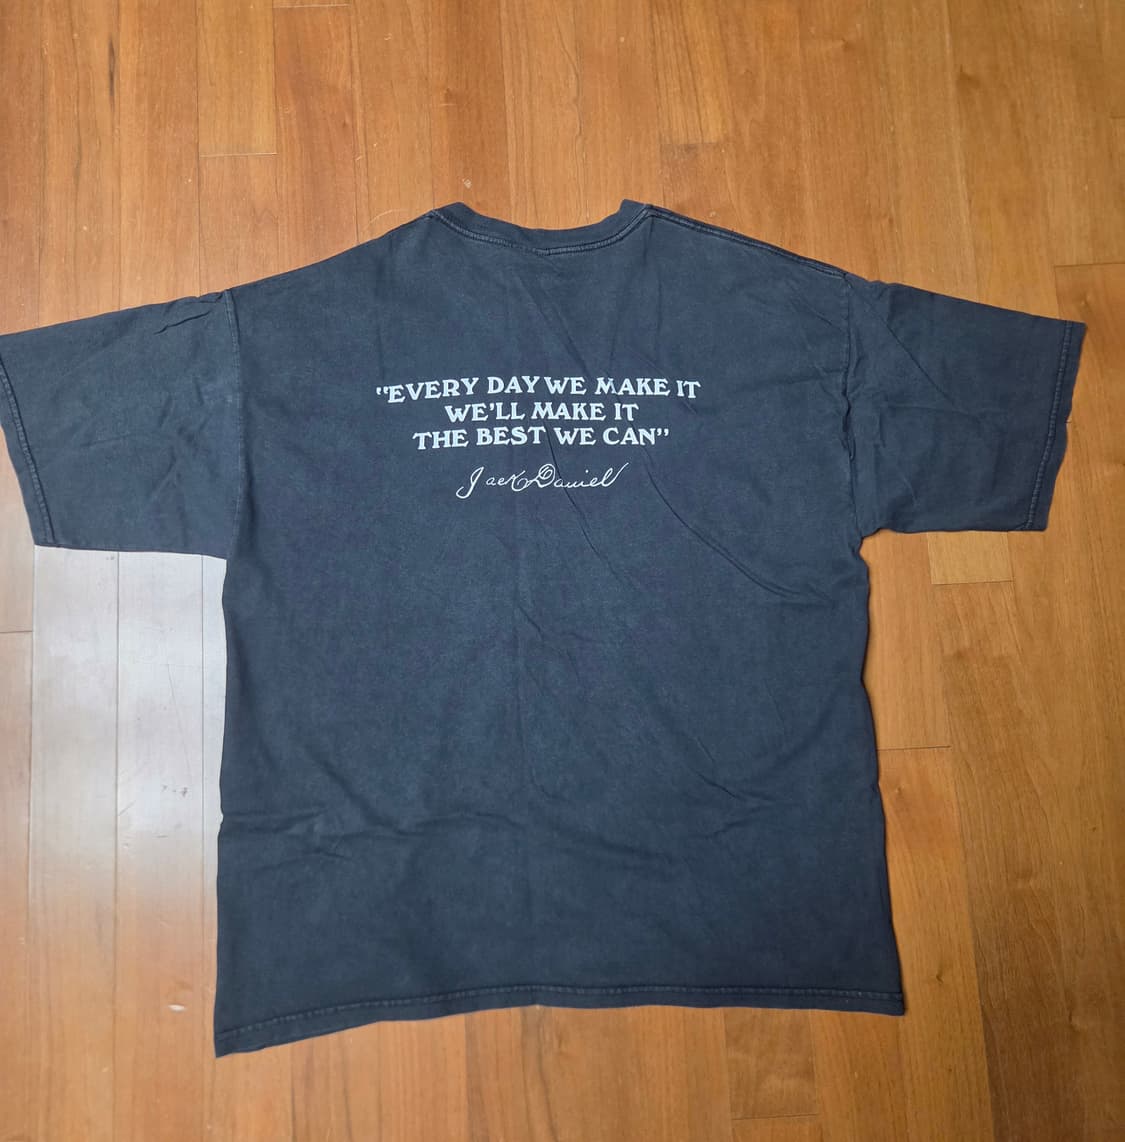 "EVERY DAY WE MAKE IT
WE'LL MAKE IT
THE BEST WE CAN"
Jack Daniel